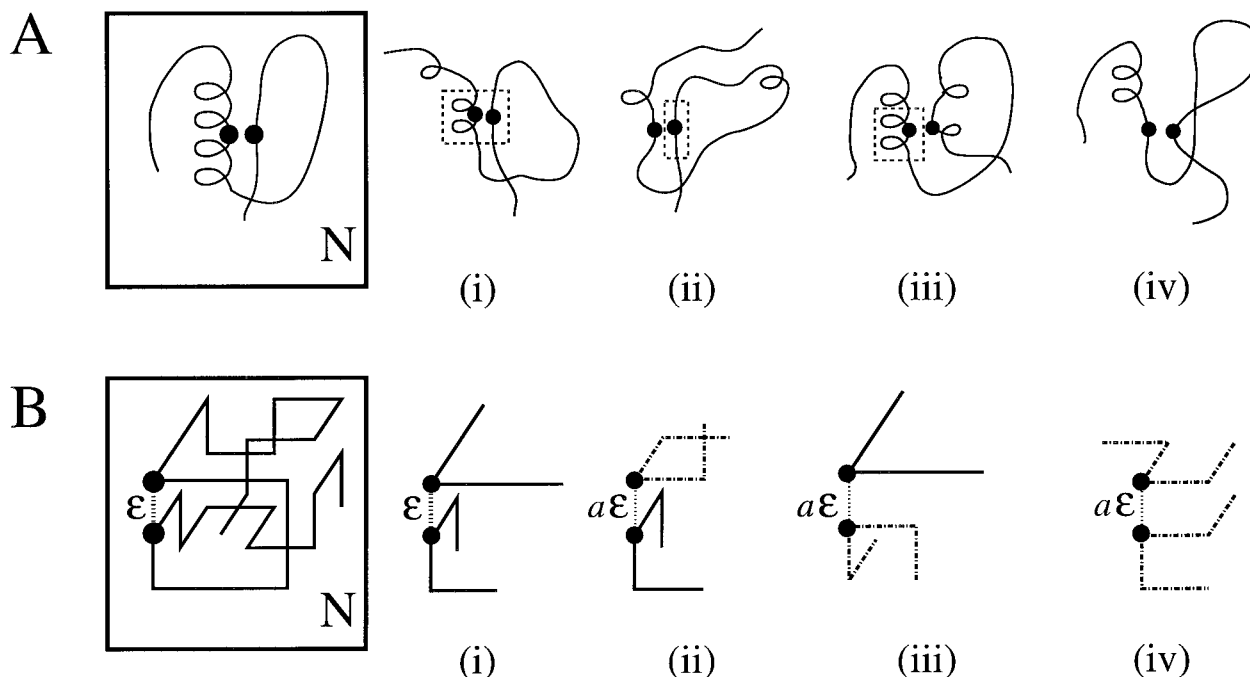 A
N
(i) (ii) (iii) (iv)
B
ε ε aε aε aε
N
(i) (ii) (iii) (iv)